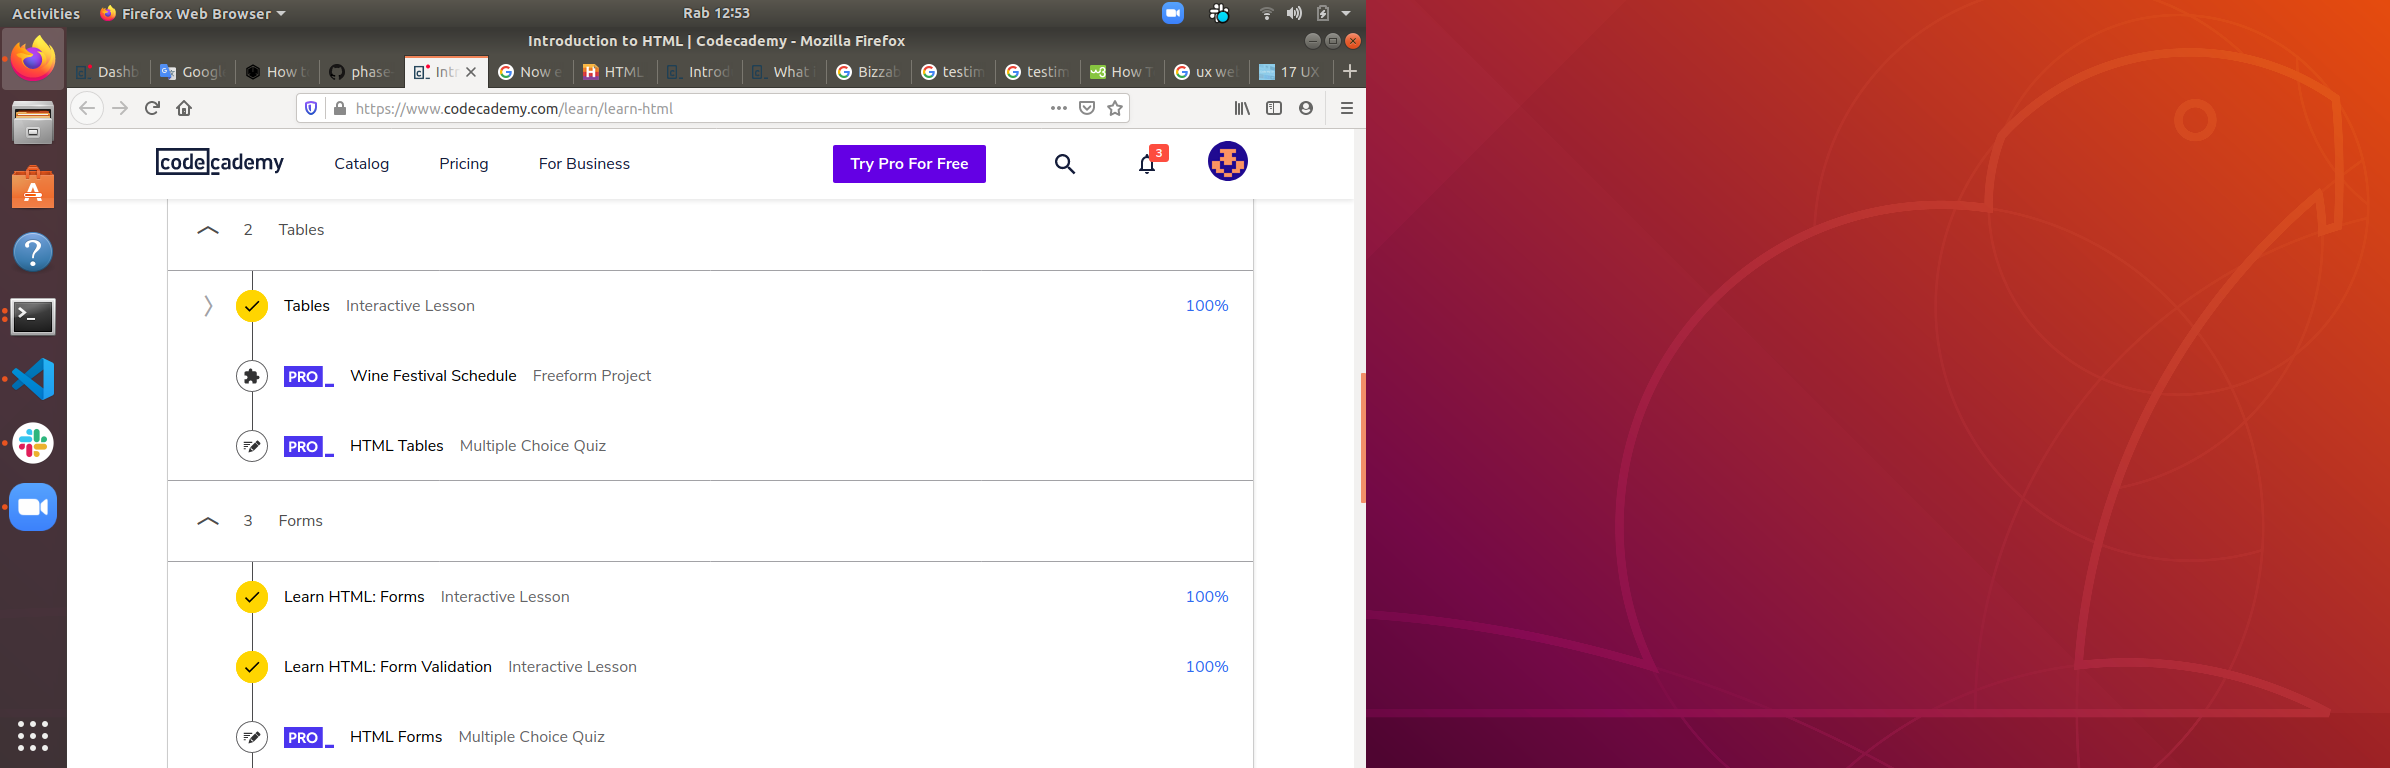 Activities Firefox Web Browser Rab 12:53
Introduction to HTML | Codecademy - Mozilla Firefox
Dashb Googl How to phase Int Now e HTML Introd What i Bizzab testim testim How T ux we 17 UX
https://www.codecademy.com/learn/learn-html
codecademy Catalog Pricing For Business Try Pro For Free 3
2 Tables
Tables Interactive Lesson 100%
PRO Wine Festival Schedule Freeform Project
PRO HTML Tables Multiple Choice Quiz
3 Forms
Learn HTML: Forms Interactive Lesson 100%
Learn HTML: Form Validation Interactive Lesson 100%
PRO HTML Forms Multiple Choice Quiz